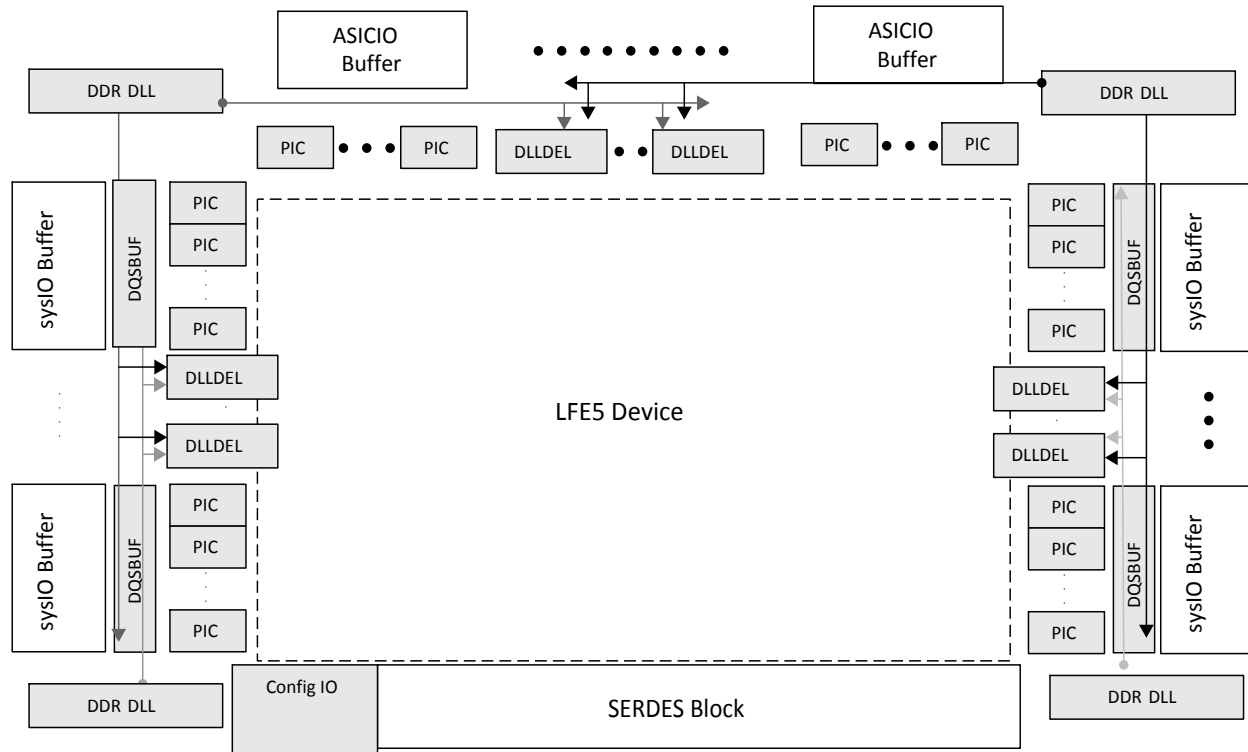 ASICIO
Buffer
ASICIO
Buffer
DDR DLL
DDR DLL
PIC
PIC
DLLDEL
DLLDEL
PIC
PIC
sysIO Buffer
DQSBUF
PIC
PIC
PIC
DLLDEL
DLLDEL
sysIO Buffer
DQSBUF
PIC
PIC
PIC
LFE5 Device
PIC
PIC
PIC
DQSBUF
sysIO Buffer
DLLDEL
DLLDEL
PIC
PIC
PIC
DQSBUF
sysIO Buffer
DDR DLL
Config IO
SERDES Block
DDR DLL